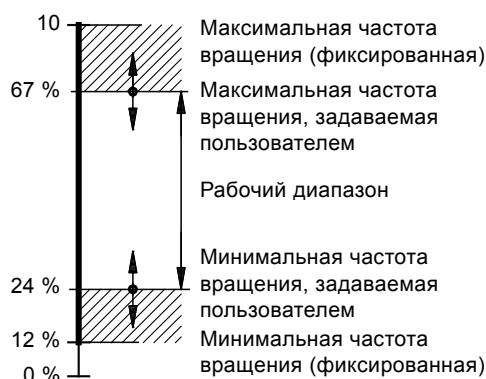 10
Максимальная частота
вращения (фиксированная)
67 %
Максимальная частота
вращения, задаваемая
пользователем
Рабочий диапазон
Минимальная частота
24 %
вращения, задаваемая
пользователем
12 %
Минимальная частота
вращения (фиксированная)
0 %